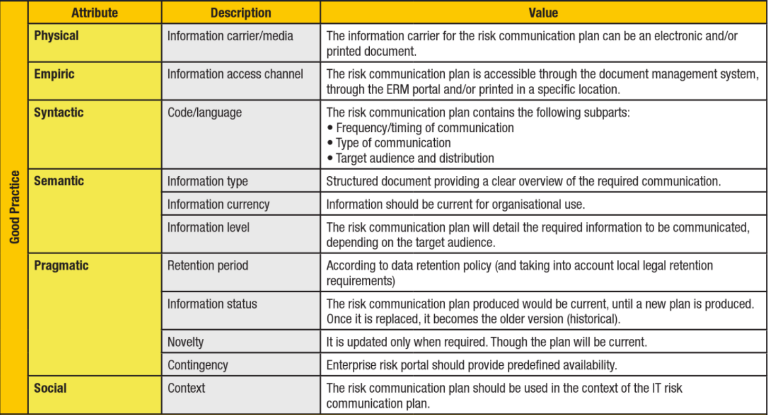 Attribute Description Value
Good Practice
Physical Information carrier/media The information carrier for the risk communication plan can be an electronic and/or
printed document.
Empiric Information access channel The risk communication plan is accessible through the document management system,
through the ERM portal and/or printed in a specific location.
Syntactic Code/language The risk communication plan contains the following subparts:
• Frequency/timing of communication
• Type of communication
• Target audience and distribution
Semantic Information type Structured document providing a clear overview of the required communication.
Information currency Information should be current for organisational use.
Information level The risk communication plan will detail the required information to be communicated,
depending on the target audience.
Pragmatic Retention period According to data retention policy (and taking into account local legal retention
requirements)
Information status The risk communication plan produced would be current, until a new plan is produced.
Once it is replaced, it becomes the older version (historical).
Novelty It is updated only when required. Though the plan will be current.
Contingency Enterprise risk portal should provide predefined availability.
Social Context The risk communication plan should be used in the context of the IT risk
communication plan.